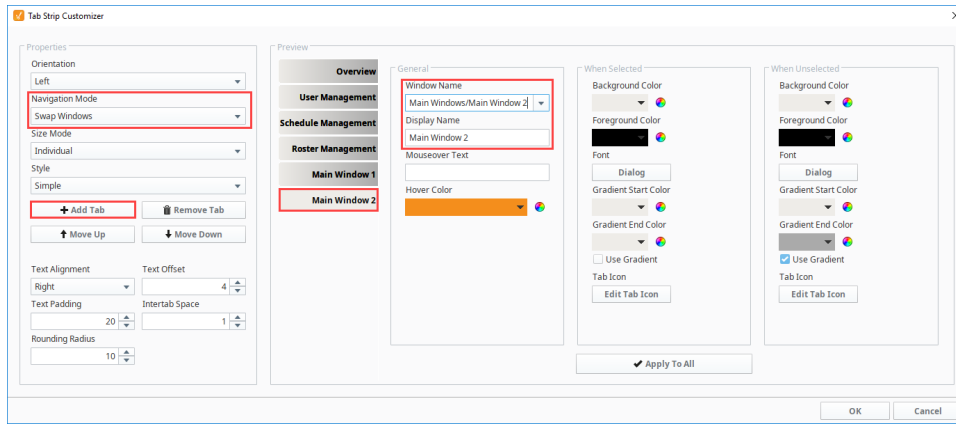 Tab Strip Customizer
Properties
Orientation
Left
Navigation Mode
Swap Windows
Size Mode
Individual
Style
Simple
Add Tab
Remove Tab
Move Up
Move Down
Text Alignment
Text Offset
Right
4
Text Padding
Intertab Space
20
1
Rounding Radius
10
Preview
Overview
User Management
Schedule Management
Roster Management
Main Window 1
Main Window 2
General
Window Name
Main Windows/Main Window 2
Display Name
Main Window 2
Mouseover Text
Hover Color
When Selected
Background Color
Foreground Color
Font
Dialog
Gradient Start Color
Gradient End Color
Use Gradient
Tab Icon
Edit Tab Icon
When Unselected
Background Color
Foreground Color
Font
Dialog
Gradient Start Color
Gradient End Color
Use Gradient
Tab Icon
Edit Tab Icon
Apply To All
OK
Cancel